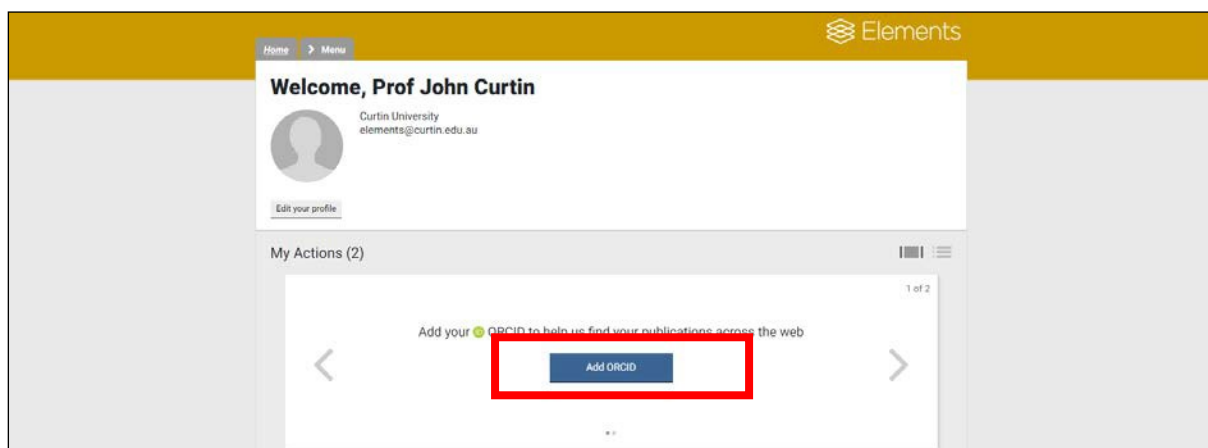 Elements
Home > Menu
Welcome, Prof John Curtin
Curtin University
elements@curtin.edu.au
Edit your profile
My Actions (2)
1 of 2
Add your iD ORCID to help us find your publications across the web
Add ORCID